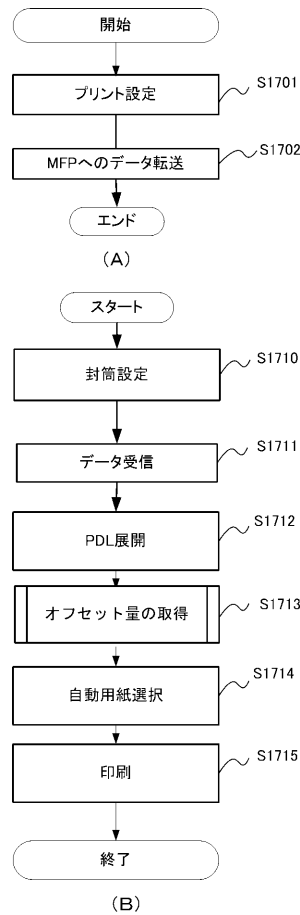 開始
プリント設定
S1701
MFPへのデータ転送
S1702
エンド
(A)
スタート
封筒設定
S1710
データ受信
S1711
PDL展開
S1712
オフセット量の取得
S1713
自動用紙選択
S1714
印刷
S1715
終了
(B)